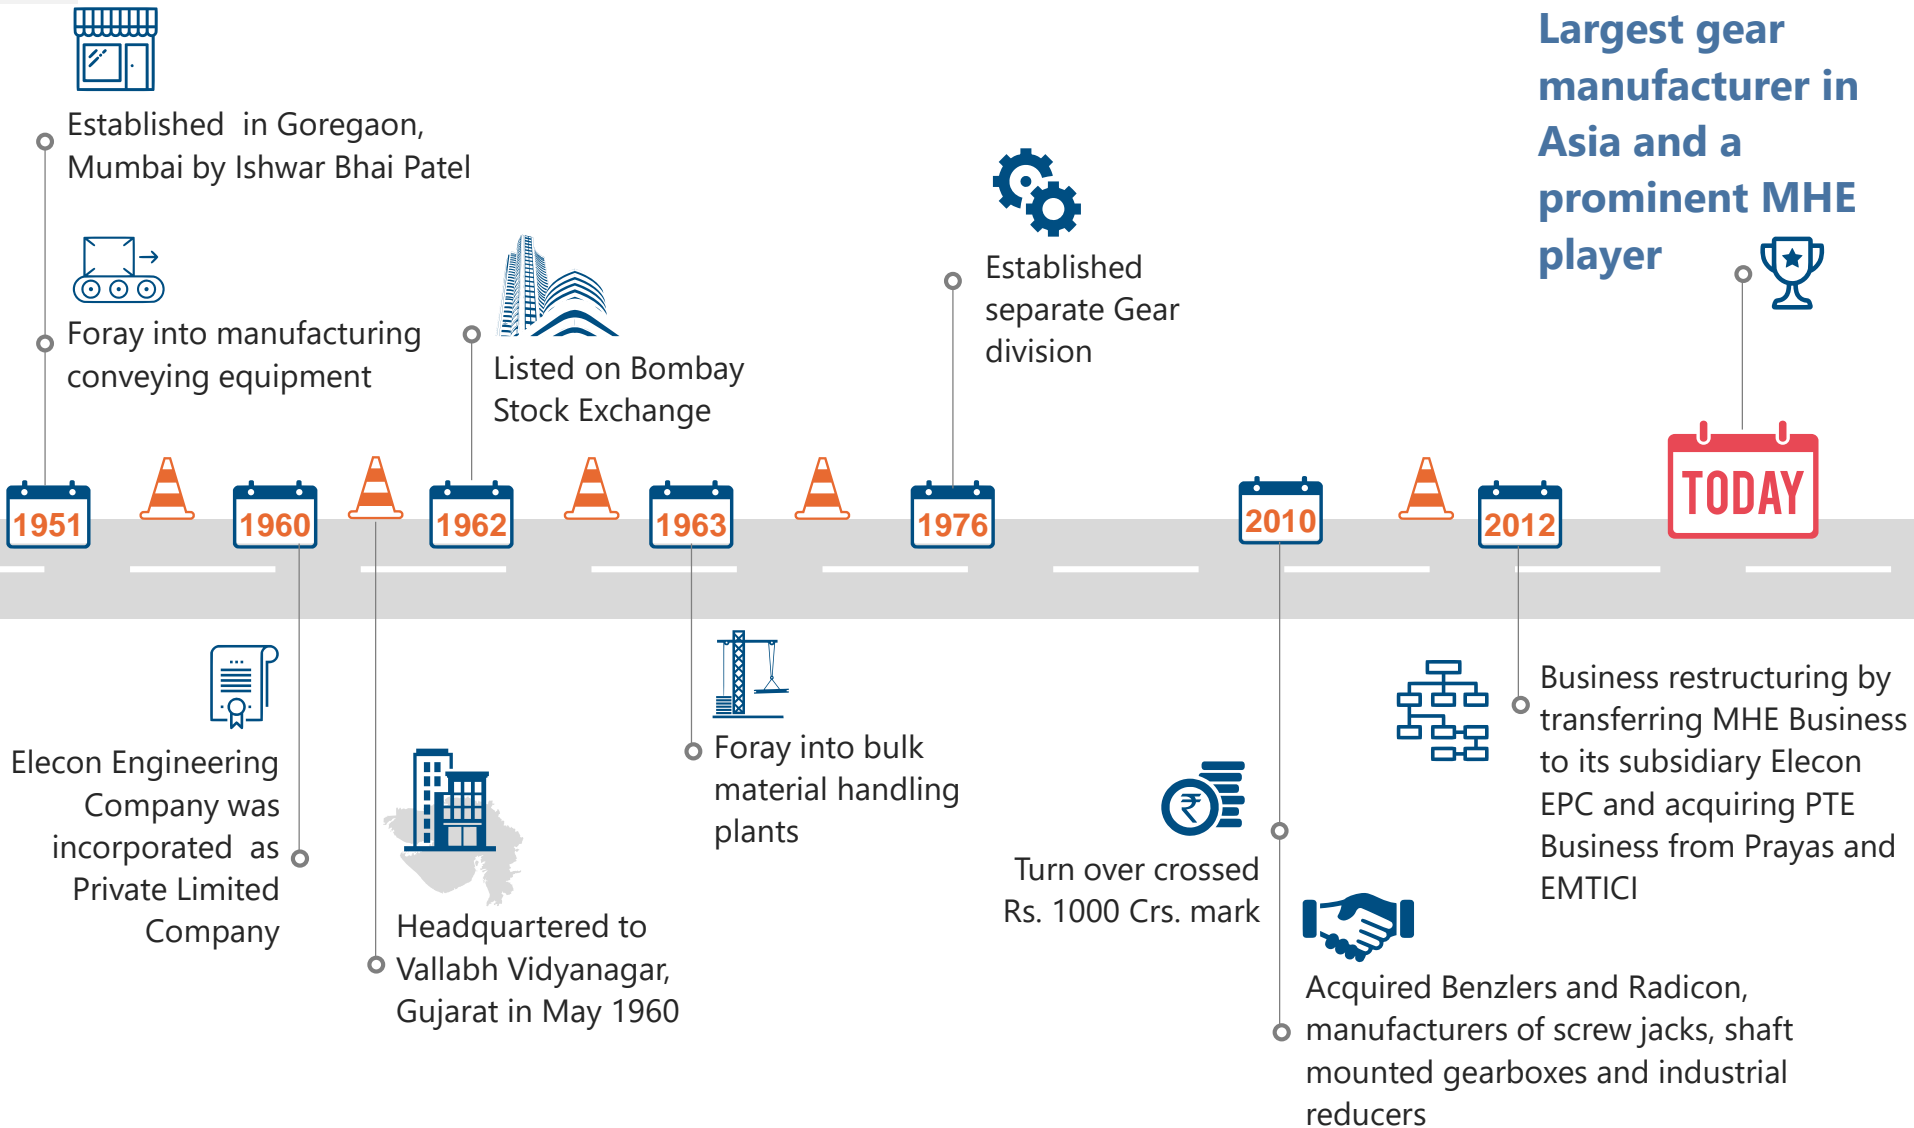 Established  in Goregaon,
Mumbai by Ishwar Bhai Patel
Foray into manufacturing
conveying equipment
Listed on Bombay
Stock Exchange
Established
separate Gear
division
Largest gear
manufacturer in
Asia and a
prominent MHE
player
1951
1960
1962
1963
1976
2010
2012
TODAY
Elecon Engineering
Company was
incorporated  as
Private Limited
Company
Headquartered to
Vallabh Vidyanagar,
Gujarat in May 1960
Foray into bulk
material handling
plants
Turn over crossed
Rs. 1000 Crs. mark
Acquired Benzlers and Radicon,
manufacturers of screw jacks, shaft
mounted gearboxes and industrial
reducers
Business restructuring by
transferring MHE Business
to its subsidiary Elecon
EPC and acquiring PTE
Business from Prayas and
EMTICI